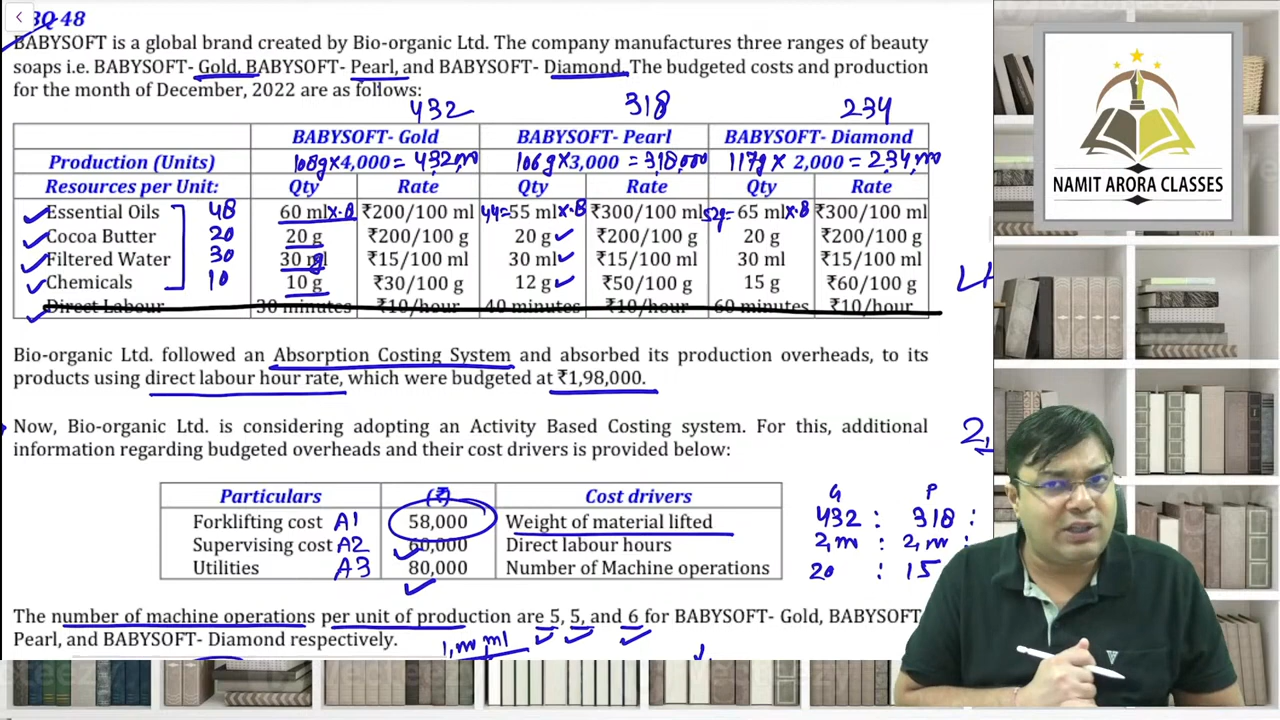 BQ 48
BABYSOFT is a global brand created by Bio-organic Ltd. The company manufactures three ranges of beauty
soaps i.e. BABYSOFT- Gold, BABYSOFT- Pearl, and BABYSOFT- Diamond. The budgeted costs and production
for the month of December, 2022 are as follows:
432 318 234
BABYSOFT- Gold BABYSOFT- Pearl BABYSOFT- Diamond
Production (Units) 108g× 4,000 = 432,000 106g× 3,000 = 318,000 117g× 2,000 = 234,000
Resources per Unit: Qty Rate Qty Rate Qty Rate
Essential Oils 48 60 ml×.8 ₹200/100 ml 44= 55 ml×.8 ₹300/100 ml 52g= 65 ml×.8 ₹300/100 ml
Cocoa Butter 20 20 g ₹200/100 g 20 g ₹200/100 g 20 g ₹200/100 g
Filtered Water 30 30 ml g ₹15/100 ml 30 ml ₹15/100 ml 30 ml ₹15/100 ml
Chemicals 10 10 g ₹30/100 g 12 g ₹50/100 g 15 g ₹60/100 g
Direct Labour 30 minutes ₹10/hour 40 minutes ₹10/hour 60 minutes ₹10/hour
Bio-organic Ltd. followed an Absorption Costing System and absorbed its production overheads, to its
products using direct labour hour rate, which were budgeted at ₹1,98,000.
Now, Bio-organic Ltd. is considering adopting an Activity Based Costing system. For this, additional
information regarding budgeted overheads and their cost drivers is provided below:
Particulars (₹) Cost drivers
Forklifting cost A1 58,000 Weight of material lifted
Supervising cost A2 60,000 Direct labour hours
Utilities A3 80,000 Number of Machine operations
G P
432 : 318 :
2,000 : 2,000 :
20 : 15
The number of machine operations per unit of production are 5, 5, and 6 for BABYSOFT- Gold, BABYSOFT
Pearl, and BABYSOFT- Diamond respectively.
NAMIT ARORA CLASSES